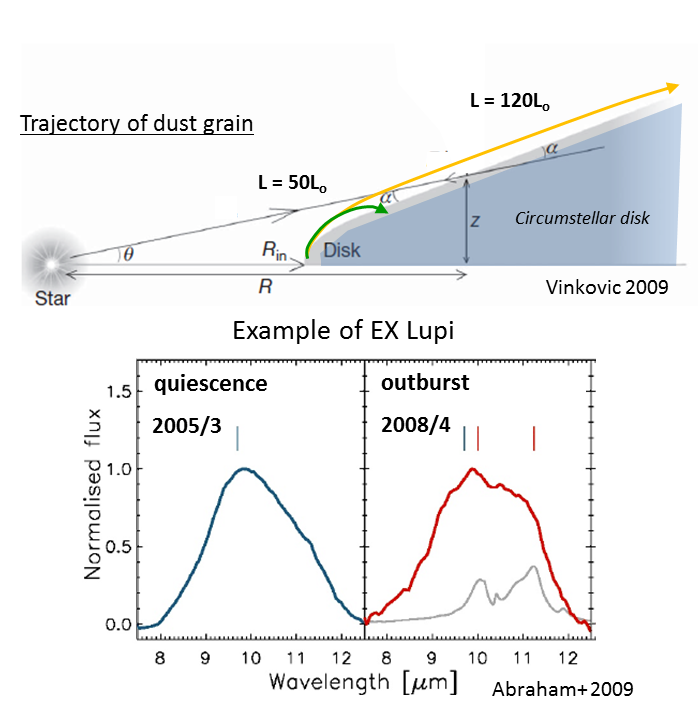 L = 120Lo
Trajectory of dust grain
α
L = 50Lo
α
z
Circumstellar disk
θ
Rin
Disk
R
Star
Vinkovic 2009
Example of EX Lupi
quiescence
outburst
2005/3
2008/4
1.5
1.0
0.5
0.0
Normalised flux
8 9 10 11 12 8 9 10 11 12
Wavelength [μm]
Abraham+2009